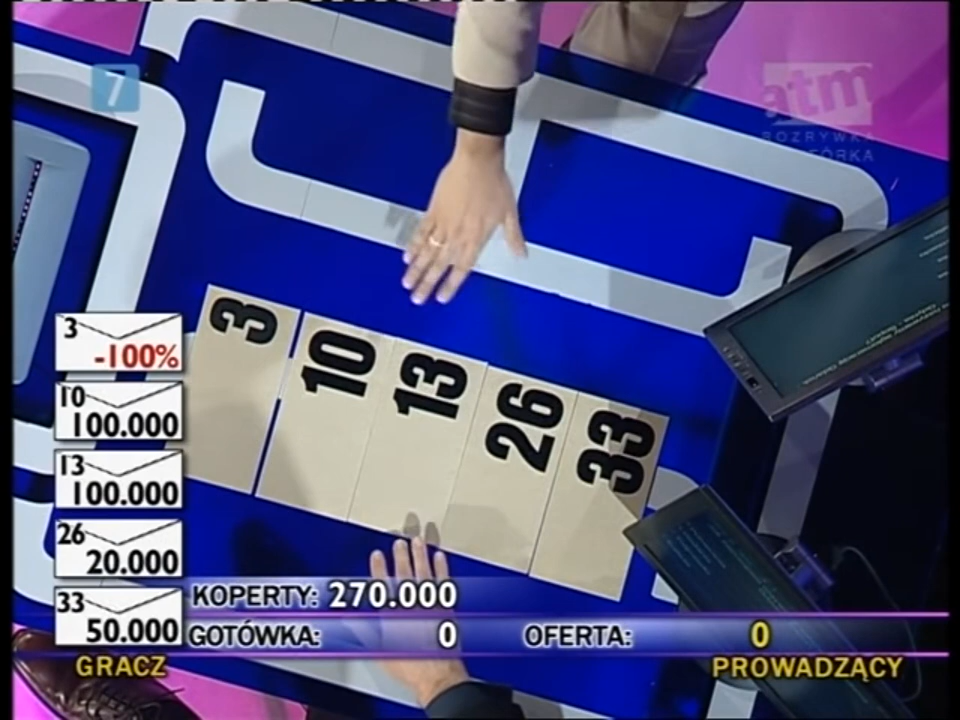 7
atm
ROZRYWKA
POWTÓRKA
3
10
13
26
33
3
-100%
10
100.000
13
100.000
26
20.000
33
50.000
KOPERTY: 270.000
GOTÓWKA: 0 OFERTA: 0
GRACZ PROWADZĄCY